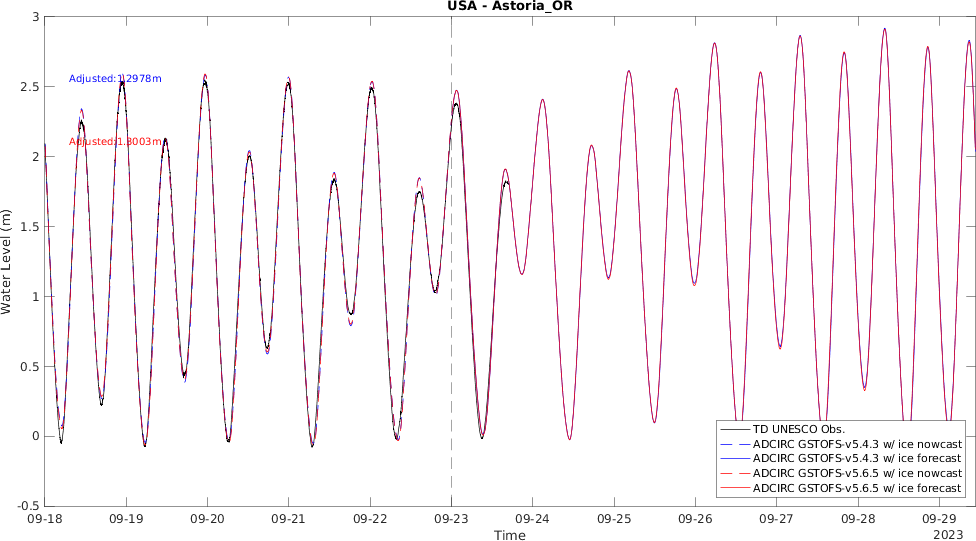 USA - Astoria_OR
3
2.5
2
1.5
1
0.5
0
-0.5
Water Level (m)
Adjusted:1.2978m
Adjusted:1.3003m
TD UNESCO Obs.
ADCIRC GSTOFS-v5.4.3 w/ ice nowcast
ADCIRC GSTOFS-v5.4.3 w/ ice forecast
ADCIRC GSTOFS-v5.6.5 w/ ice nowcast
ADCIRC GSTOFS-v5.6.5 w/ ice forecast
09-18 09-19 09-20 09-21 09-22 09-23 09-24 09-25 09-26 09-27 09-28 09-29
Time
2023